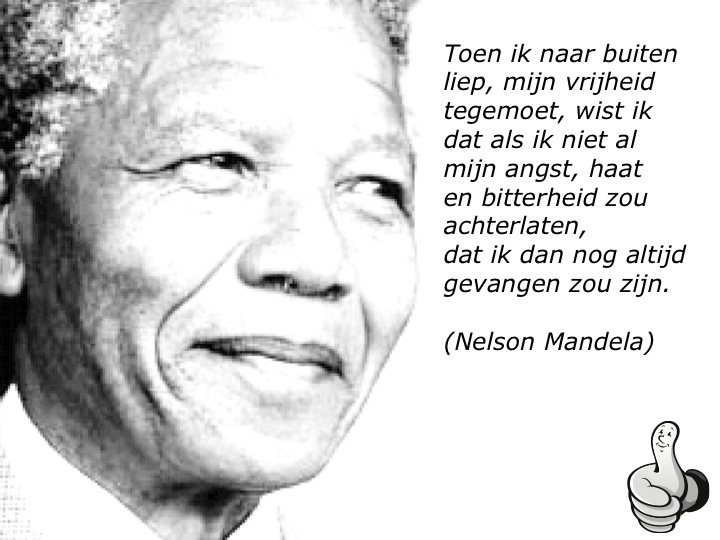 Toen ik naar buiten
liep, mijn vrijheid
tegemoet, wist ik
dat als ik niet al
mijn angst, haat
en bitterheid zou
achterlaten,
dat ik dan nog altijd
gevangen zou zijn.
(Nelson Mandela)